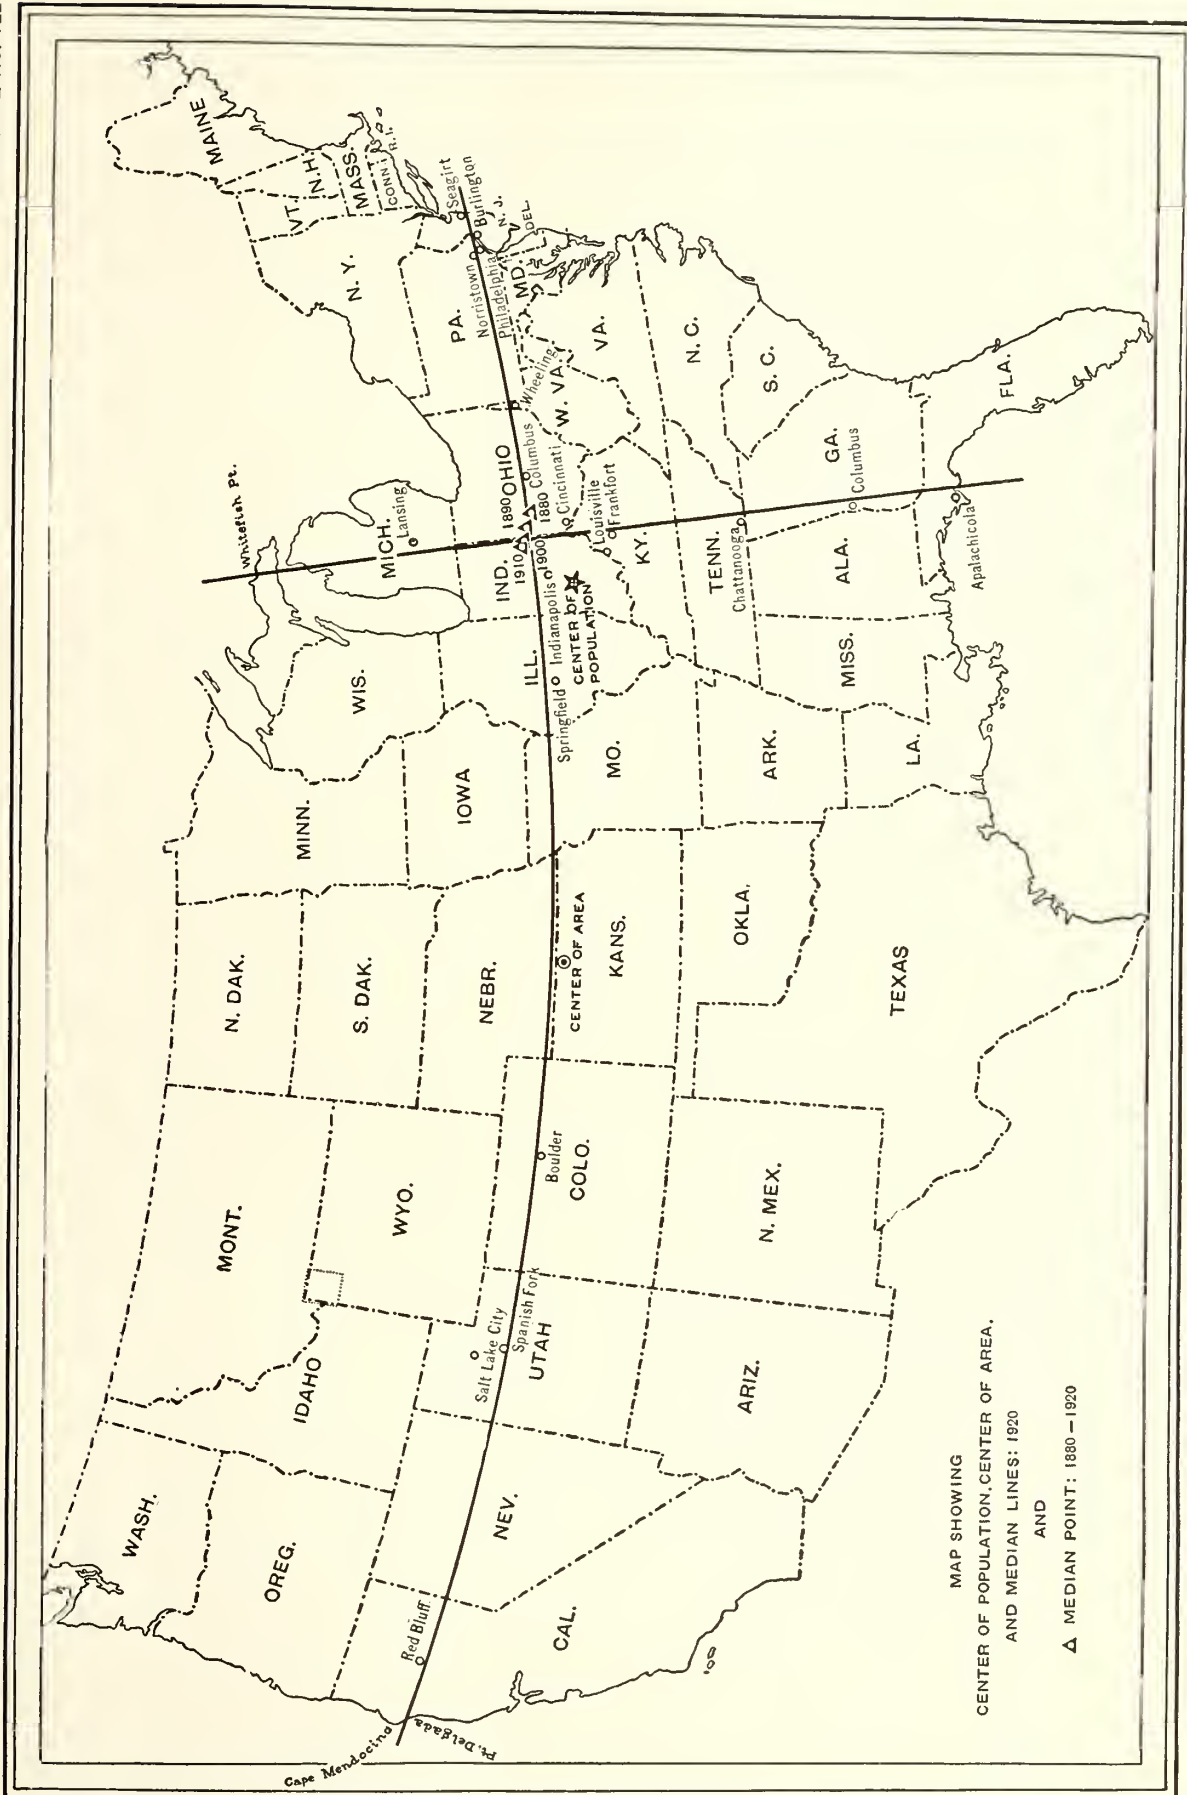 MAINE
VT.
N.H.
MASS.
CONN.
R.I.
N. Y.
Seagirt
Burlington
N. J.
DEL.
Norristown
Philadelphia
PA.
MD.
Wheeling
W. VA.
VA.
N. C.
S. C.
GA.
Columbus
FLA.
Whitefish Pt.
MICH.
Lansing
OHIO
1890
1880
Columbus
Cincinnati
1910
1900
IND.
Indianapolis
Louisville
Frankfort
KY.
TENN.
Chattanooga
ALA.
Apalachicola
CENTER OF
POPULATION
ILL.
Springfield
WIS.
MISS.
MINN.
IOWA
MO.
ARK.
LA.
N. DAK.
S. DAK.
NEBR.
CENTER OF AREA
KANS.
OKLA.
TEXAS
MONT.
WYO.
Boulder
COLO.
N. MEX.
IDAHO
Salt Lake City
Spanish Fork
UTAH
ARIZ.
WASH.
OREG.
NEV.
Red Bluff
CAL.
Cape Mendocino
Pt. Delgada
MAP SHOWING
CENTER OF POPULATION, CENTER OF AREA,
AND MEDIAN LINES: 1920
AND
△ MEDIAN POINT: 1880–1920